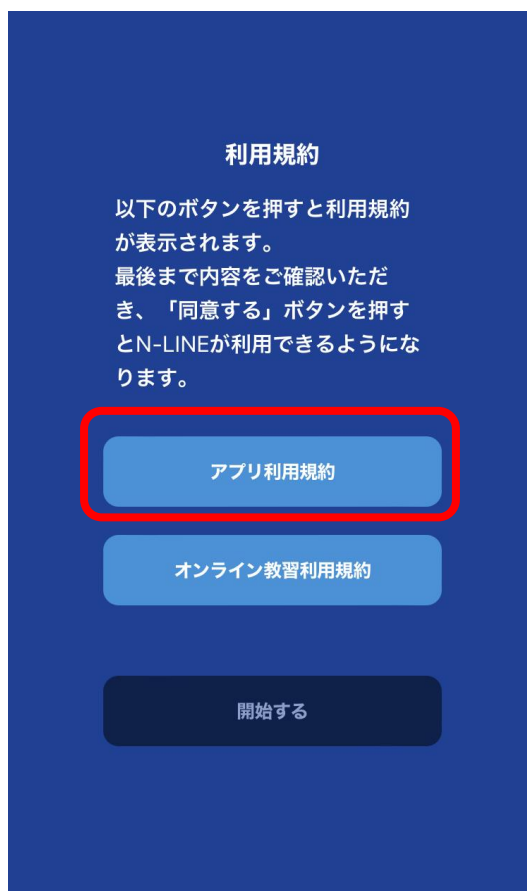 利用規約
以下のボタンを押すと利用規約
が表示されます。
最後まで内容をご確認いただ
き、「同意する」ボタンを押す
とN-LINEが利用できるようにな
ります。
アプリ利用規約
オンライン教習利用規約
開始する